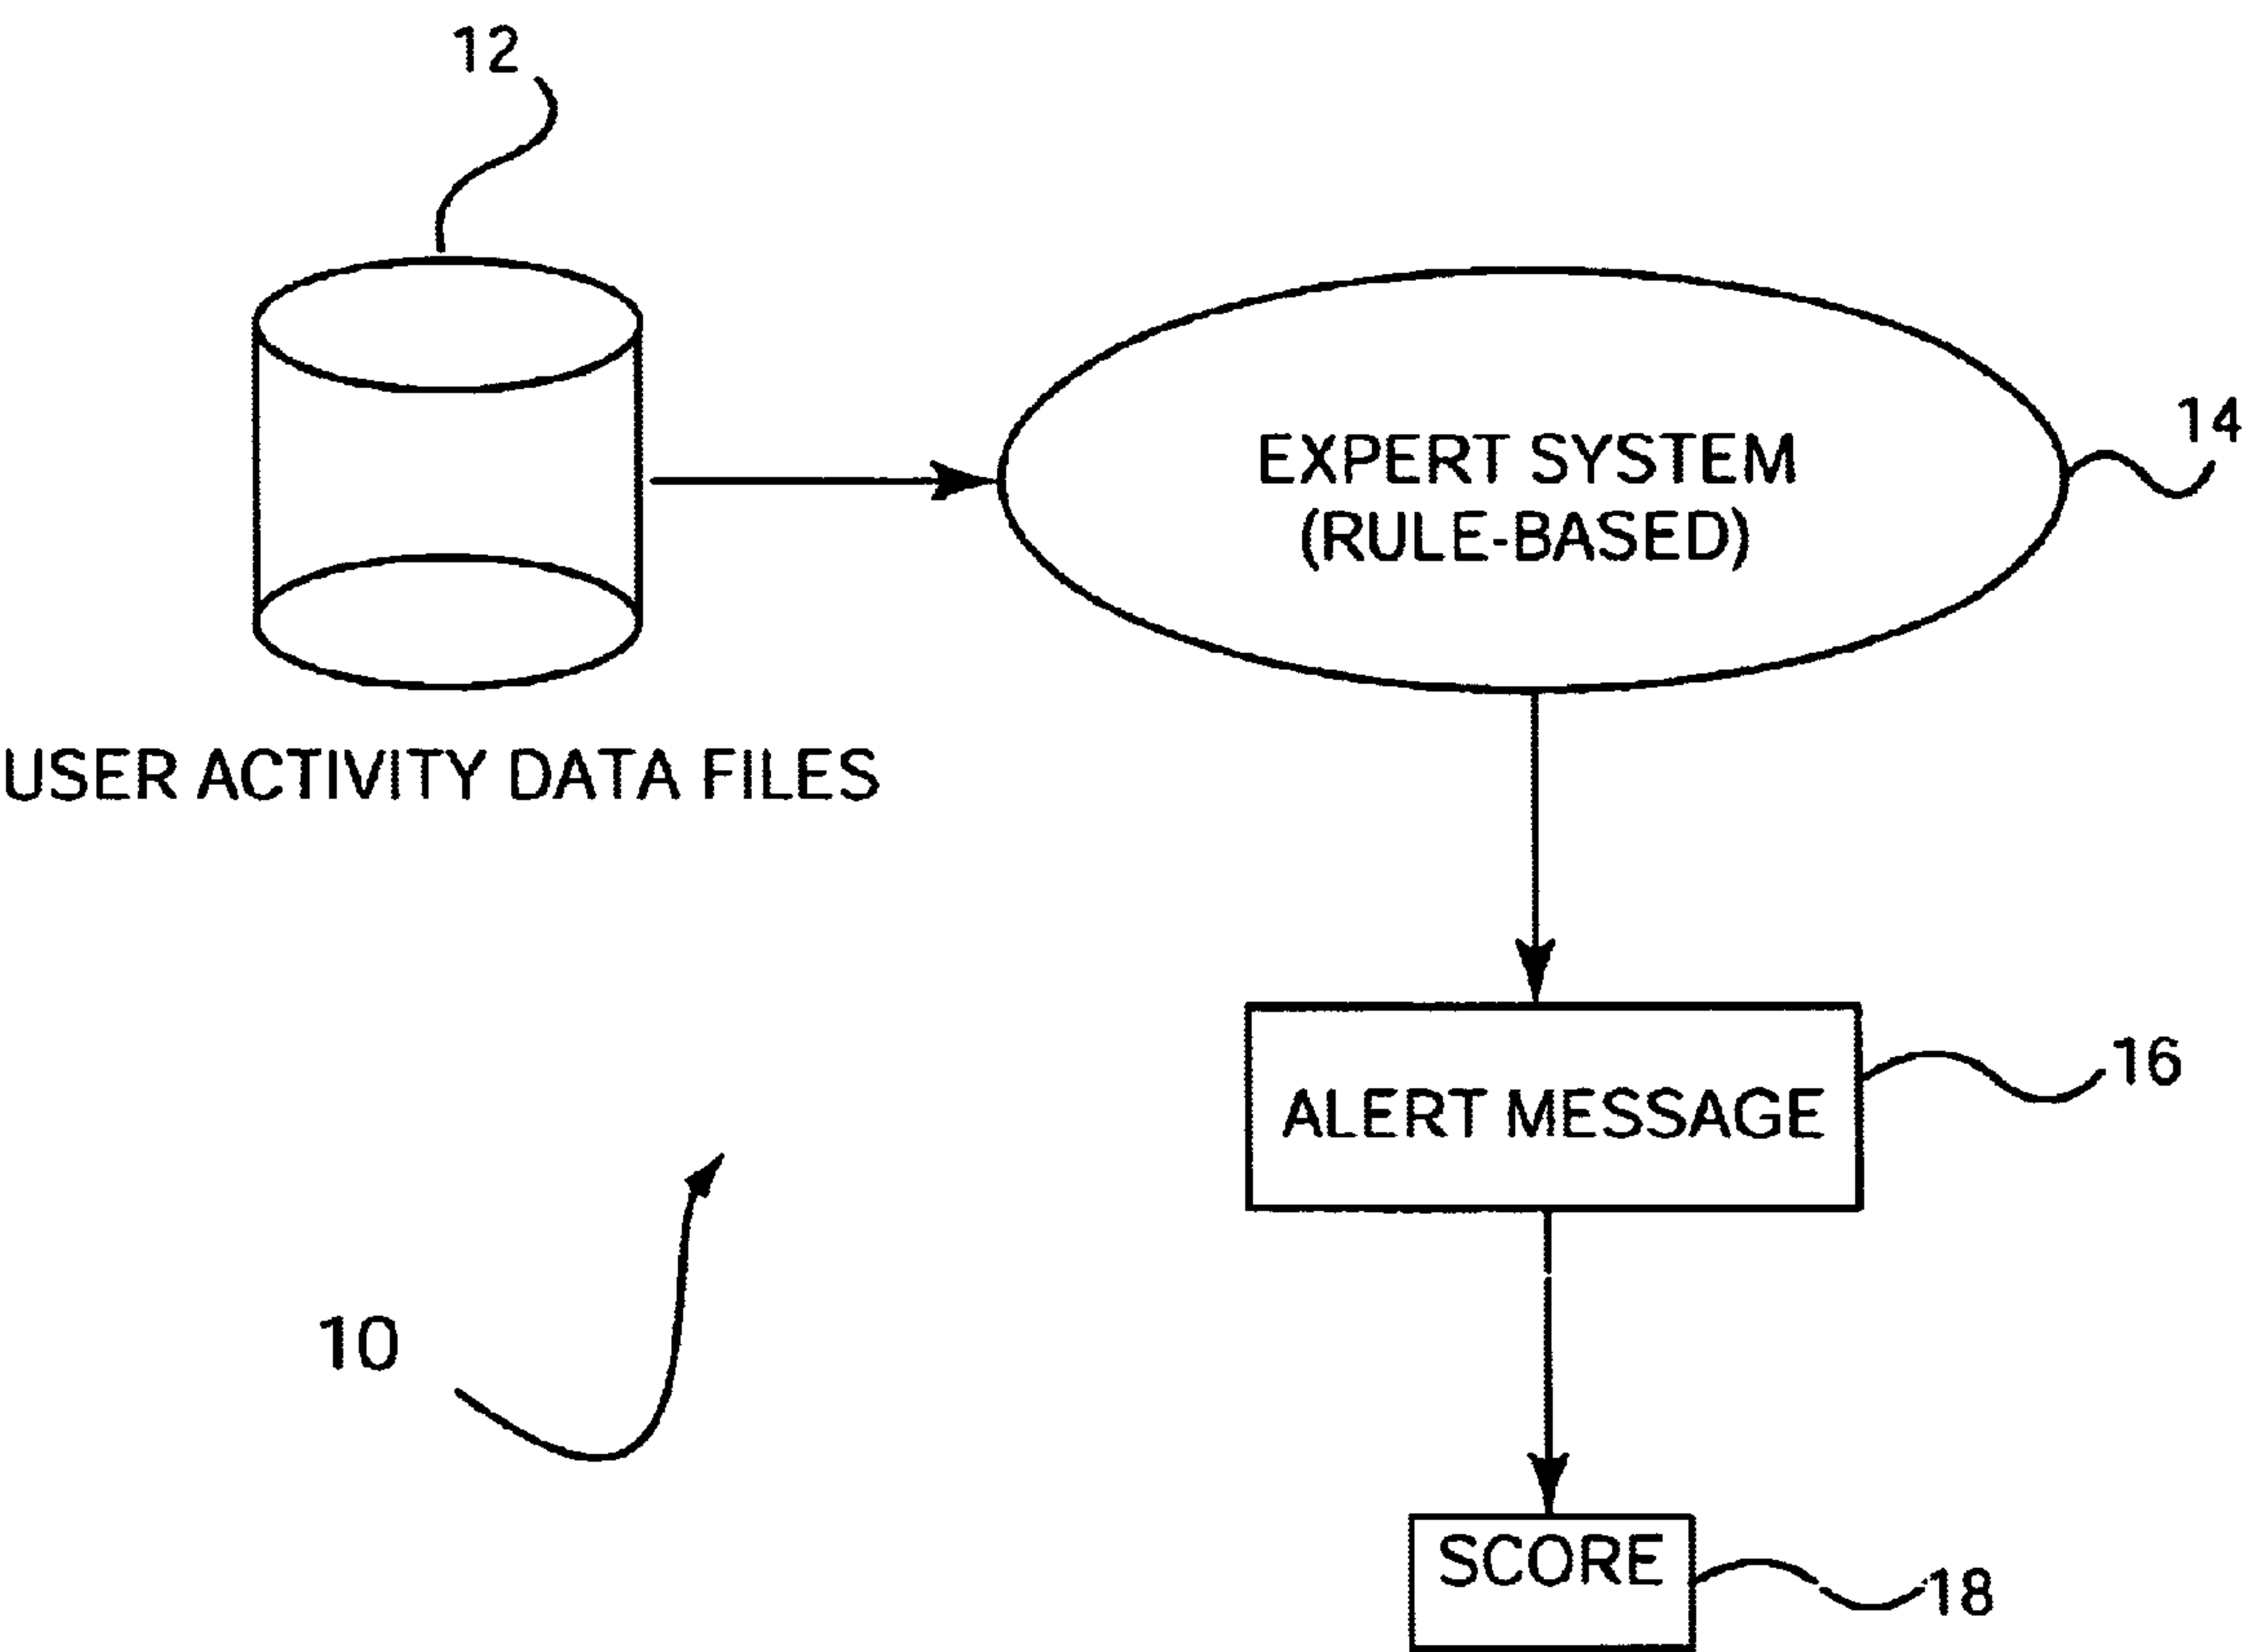 12
14
EXPERT SYSTEM
(RULE-BASED)
USER ACTIVITY DATA FILES
16
ALERT MESSAGE
10
SCORE
18